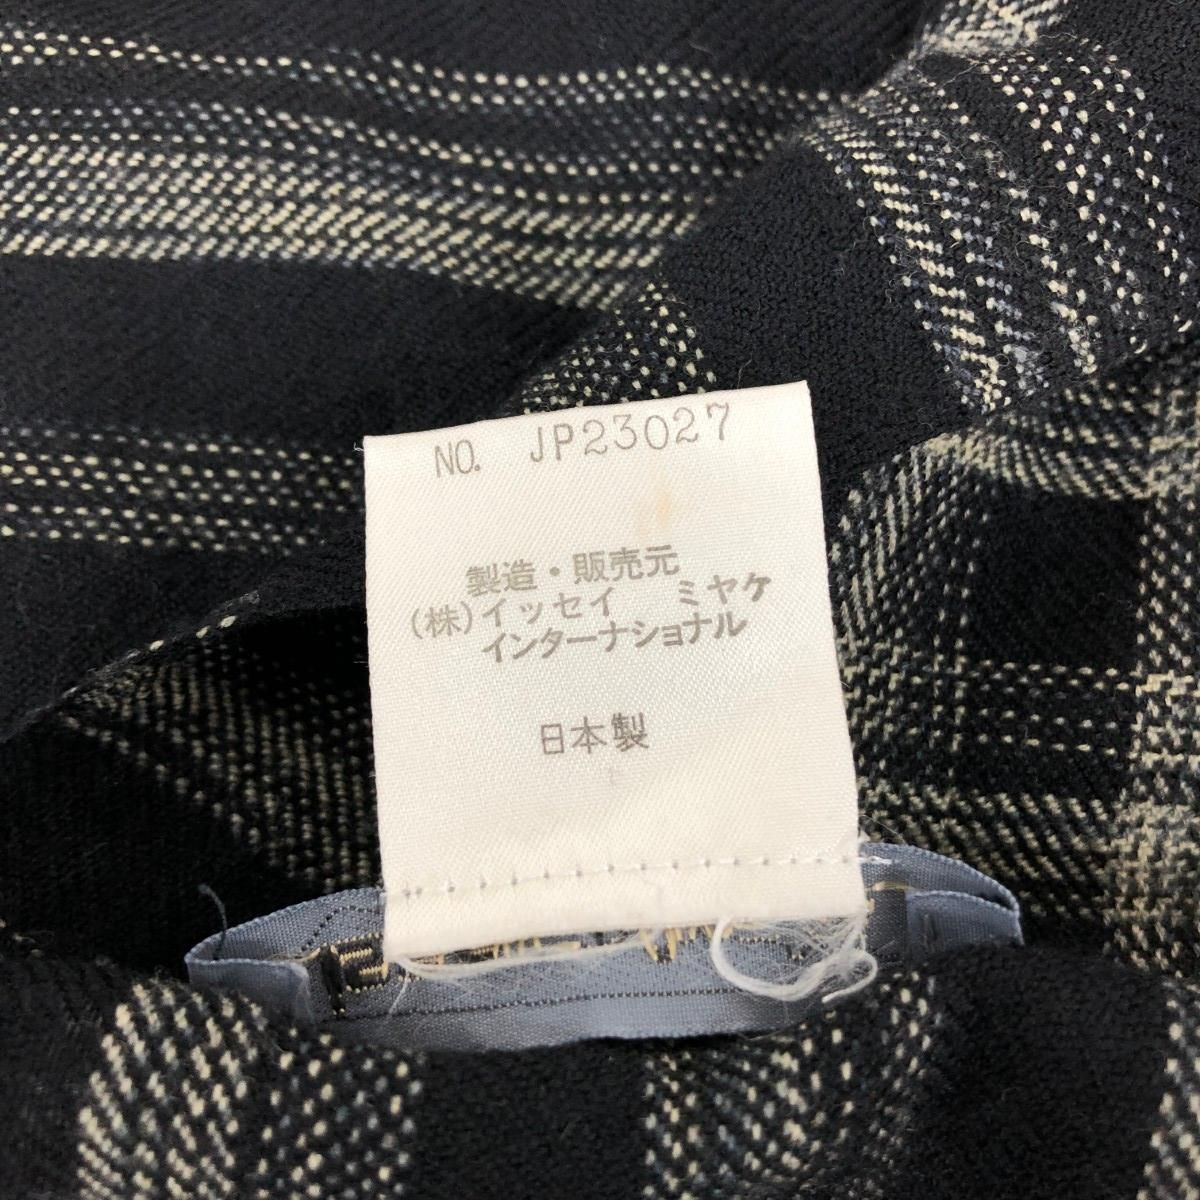 NO. JP23027
製造・販売元
(株)イッセイ ミヤケ
インターナショナル
日本製